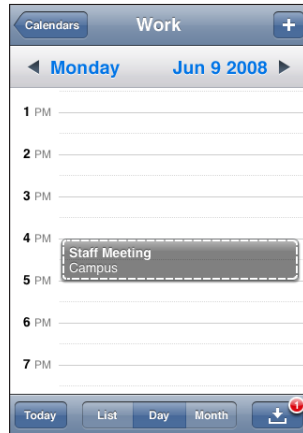 Calendars Work +
Monday Jun 9 2008
1 PM
2 PM
3 PM
4 PM
Staff Meeting
Campus
5 PM
6 PM
7 PM
Today List Day Month 1